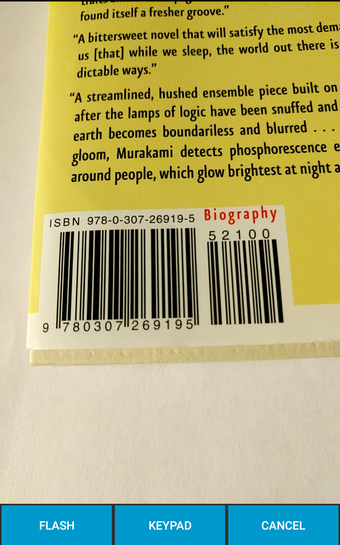 found itself a fresher groove.”
“A bittersweet novel that will satisfy the most
us [that] while we sleep, the world out there is
dictable ways.”
“A streamlined, hushed ensemble piece built on
after the lamps of logic have been snuffed and
earth becomes boundariless and blurred . . .
gloom, Murakami detects phosphorescence
around people, which glow brightest at night
ISBN 978-0-307-26919-5 Biography
52100
9 780307 269195
FLASH KEYPAD CANCEL